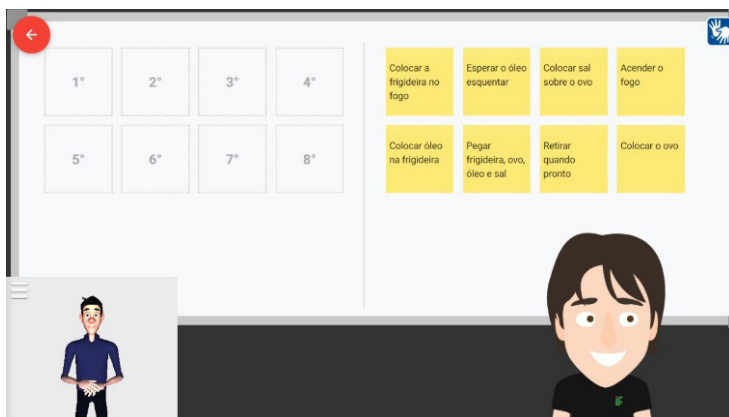 1°
2°
3°
4°
5°
6°
7°
8°
Colocar a
frigideira no
fogo
Esperar o óleo
esquentar
Colocar sal
sobre o ovo
Acender o
fogo
Colocar óleo
na frigideira
Pegar
frigideira, ovo,
óleo e sal
Retirar
quando
pronto
Colocar o ovo
IF